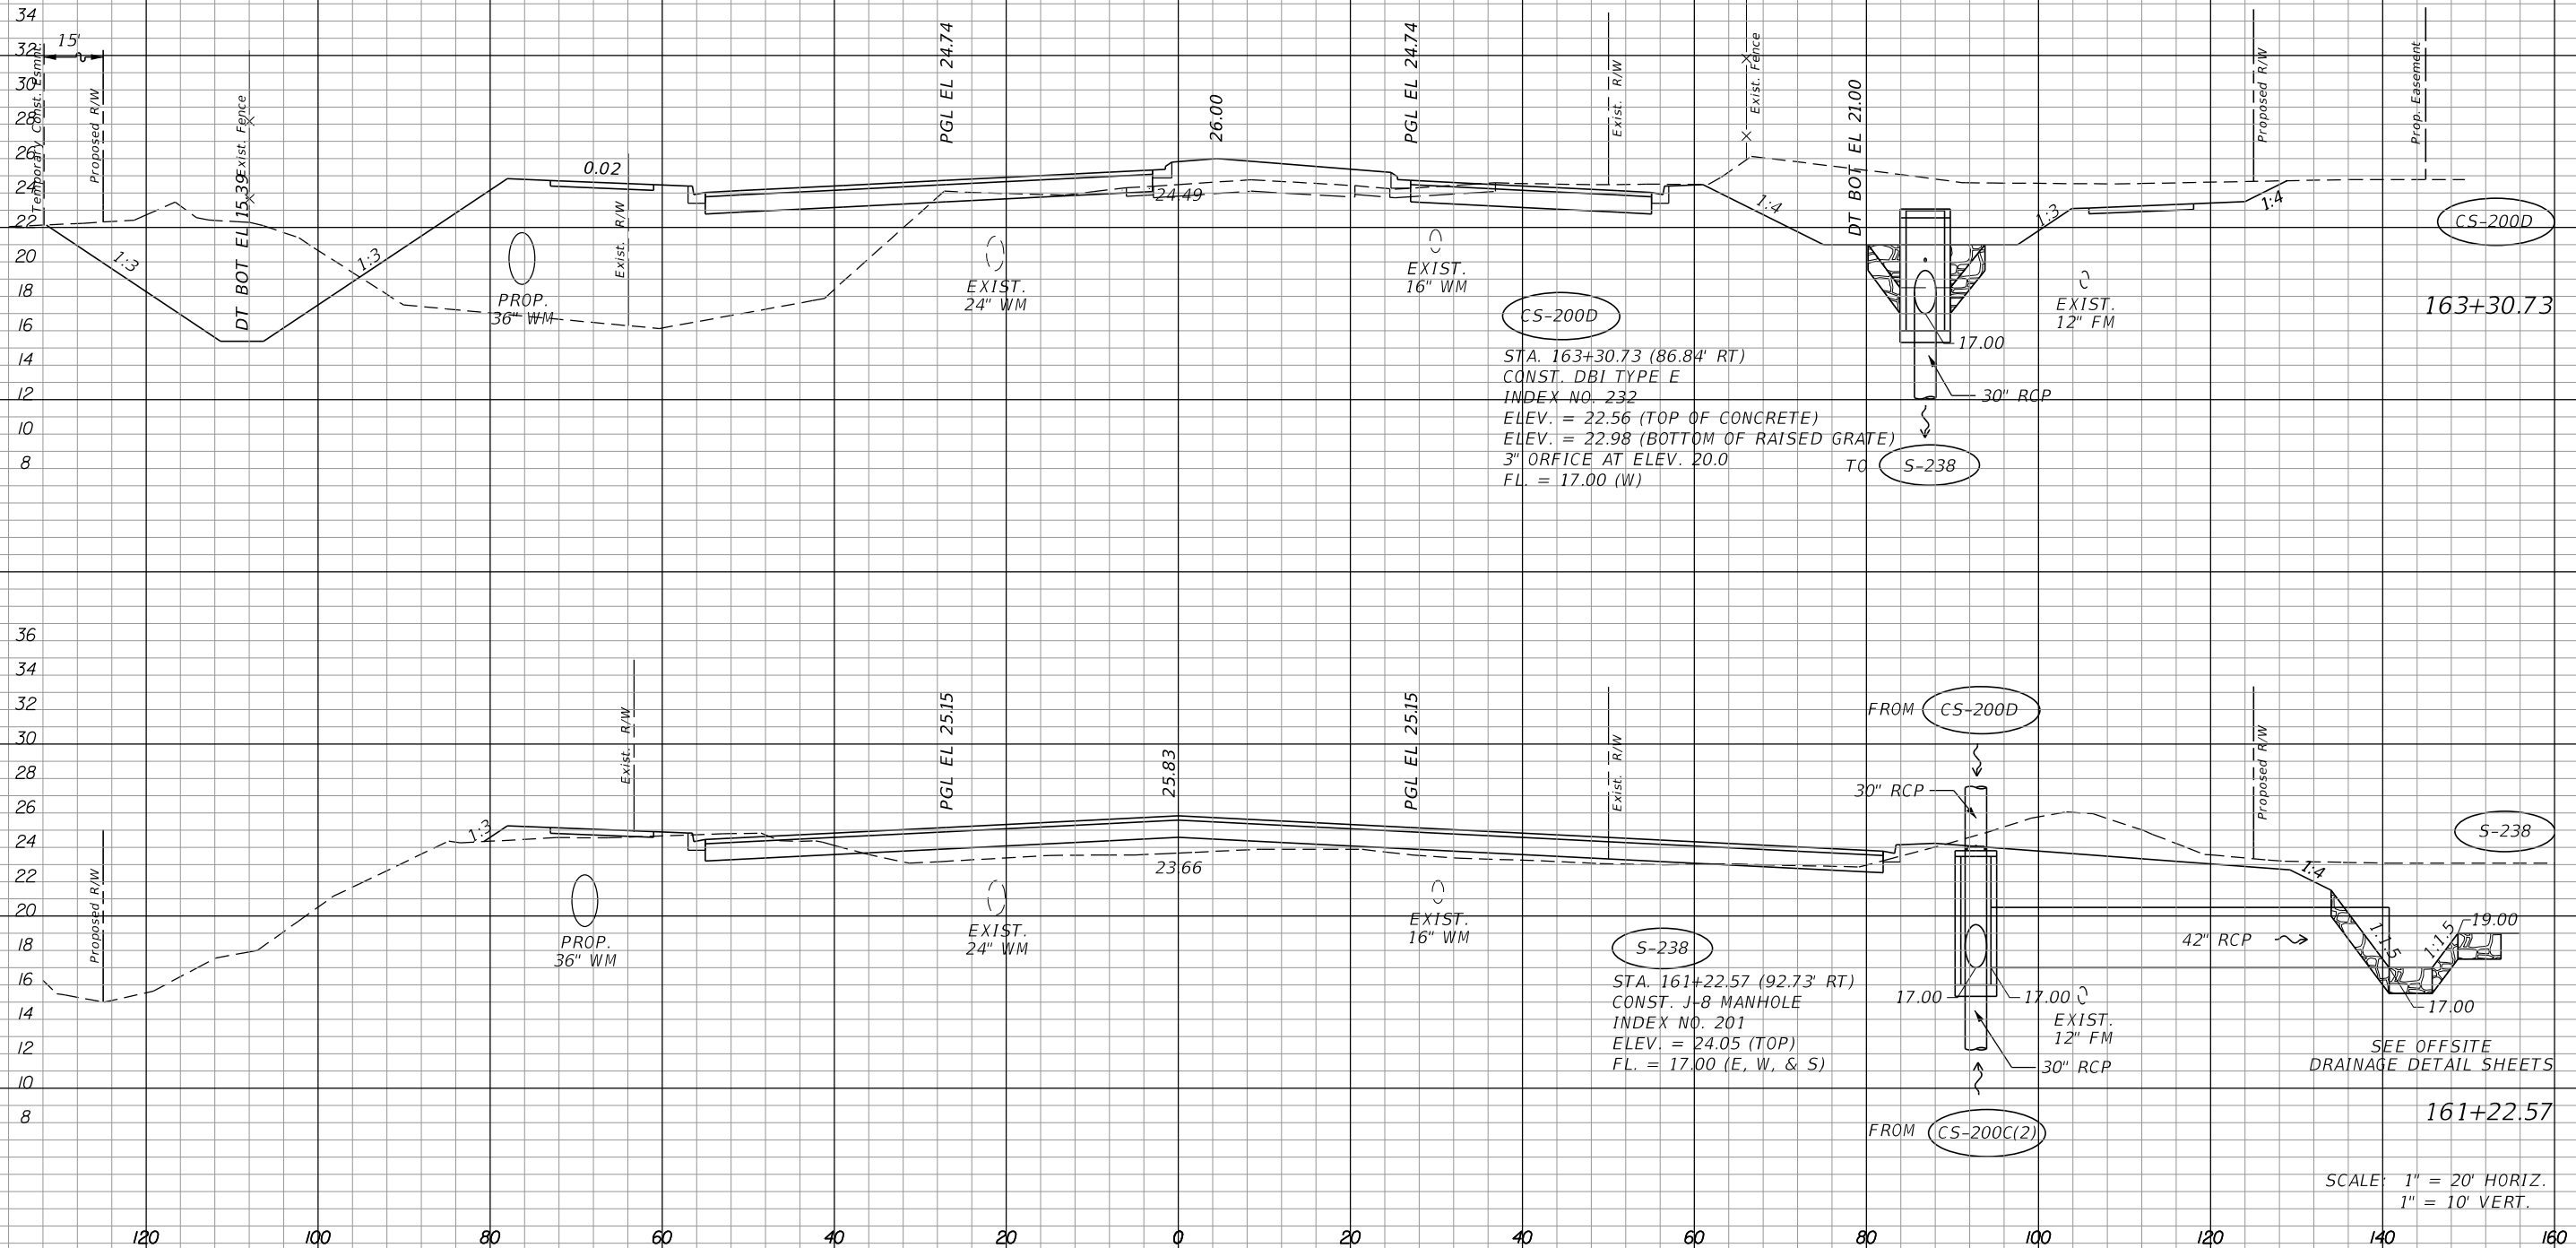 34
32
30
28
26
24
22
20
18
16
14
12
10
8
15'
Temporary Const. Esmnt.
Proposed R/W
Exist. Fence
DT BOT EL 15.39
1:3
1:3
0.02
Exist. R/W
PROP.
36" WM
PGL EL 24.74
EXIST.
24" WM
26.00
24.49
PGL EL 24.74
EXIST.
16" WM
Exist. R/W
Exist. Fence
1:4
DT BOT EL 21.00
1:3
1:4
Proposed R/W
Prop. Easement
CS-200D
163+30.73
EXIST.
12" FM
17.00
30" RCP
TO S-238
CS-200D
STA. 163+30.73 (86.84' RT)
CONST. DBI TYPE E
INDEX NO. 232
ELEV. = 22.56 (TOP OF CONCRETE)
ELEV. = 22.98 (BOTTOM OF RAISED GRATE)
3" ORFICE AT ELEV. 20.0
FL. = 17.00 (W)
36
34
32
30
28
26
24
22
20
18
16
14
12
10
8
Proposed R/W
1:3
Exist. R/W
PROP.
36" WM
PGL EL 25.15
EXIST.
24" WM
25.83
23.66
PGL EL 25.15
EXIST.
16" WM
Exist. R/W
FROM CS-200D
30" RCP
Proposed R/W
S-238
1:4
42" RCP
1:1.5
1:1.5
19.00
17.00
S-238
STA. 161+22.57 (92.73' RT)
CONST. J-8 MANHOLE
INDEX NO. 201
ELEV. = 24.05 (TOP)
FL. = 17.00 (E, W, & S)
17.00
17.00
EXIST.
12" FM
30" RCP
FROM CS-200C(2)
SEE OFFSITE
DRAINAGE DETAIL SHEETS
161+22.57
SCALE: 1" = 20' HORIZ.
1" = 10' VERT.
120 100 80 60 40 20 0 20 40 60 80 100 120 140 160